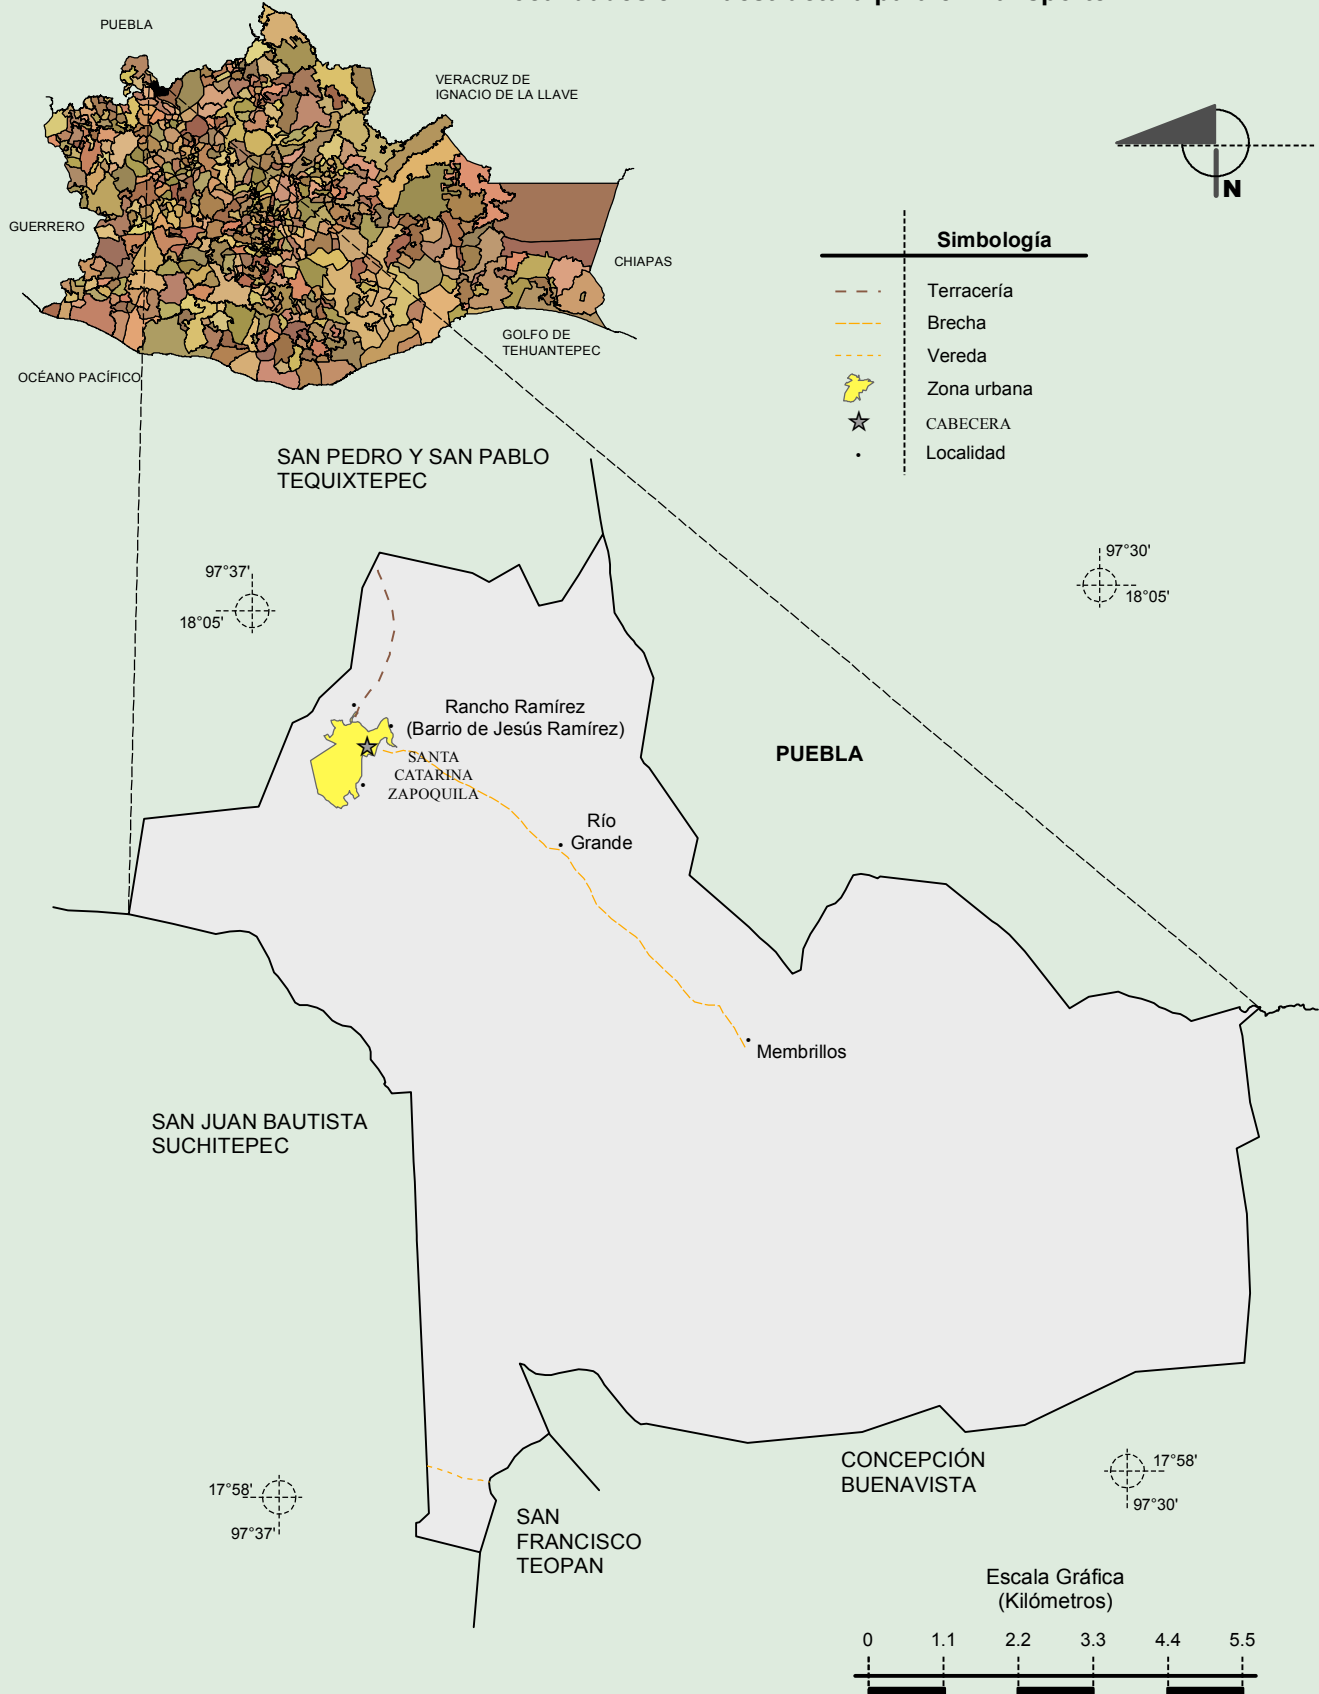 PUEBLA
VERACRUZ DE
IGNACIO DE LA LLAVE
GUERRERO
CHIAPAS
GOLFO DE
TEHUANTEPEC
OCÉANO PACÍFICO
N
Simbología
Terracería
Brecha
Vereda
Zona urbana
CABECERA
Localidad
SAN PEDRO Y SAN PABLO
TEQUIXTEPEC
97°37'
18°05'
97°30'
18°05'
Rancho Ramírez
(Barrio de Jesús Ramírez)
SANTA
CATARINA
ZAPOQUILA
PUEBLA
Río
Grande
Membrillos
SAN JUAN BAUTISTA
SUCHITEPEC
CONCEPCIÓN
BUENAVISTA
17°58'
97°37'
17°58'
97°30'
SAN
FRANCISCO
TEOPAN
Escala Gráfica
(Kilómetros)
0 1.1 2.2 3.3 4.4 5.5